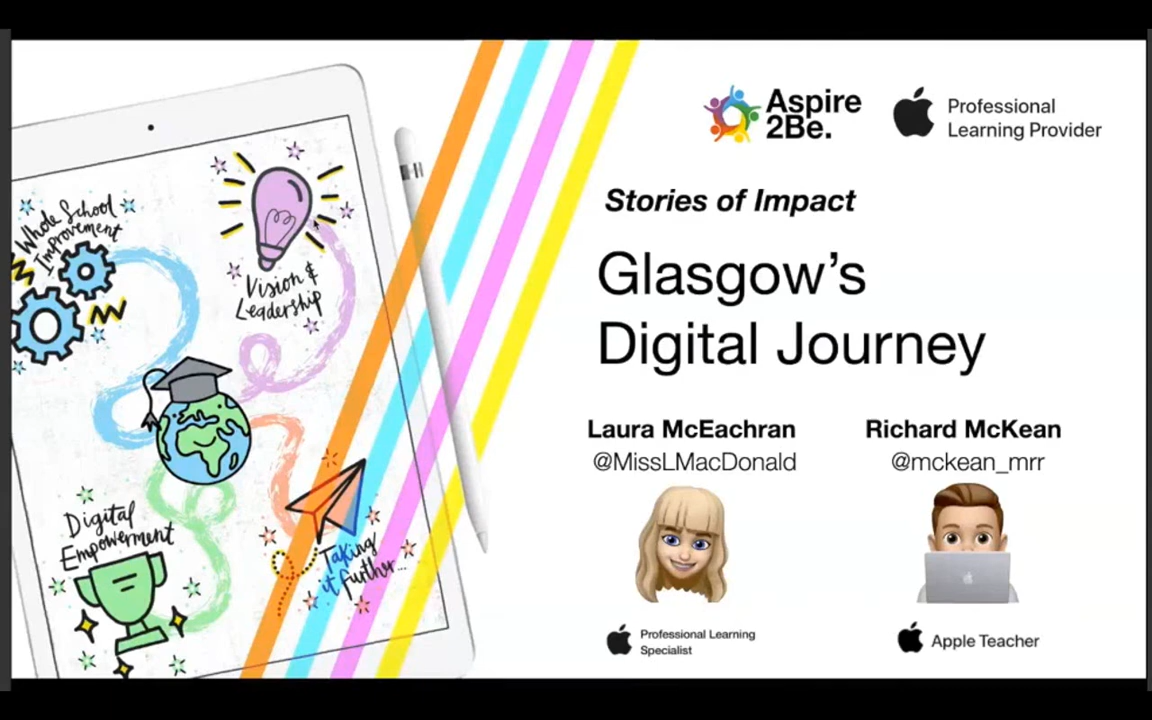 Whole School
Improvement
Vision &
Leadership
Digital
Empowerment
Taking
it further...
Aspire
2Be.
Professional
Learning Provider
Stories of Impact
Glasgow’s
Digital Journey
Laura McEachran
@MissLMacDonald
Richard McKean
@mckean_mrr
Professional Learning
Specialist
Apple Teacher